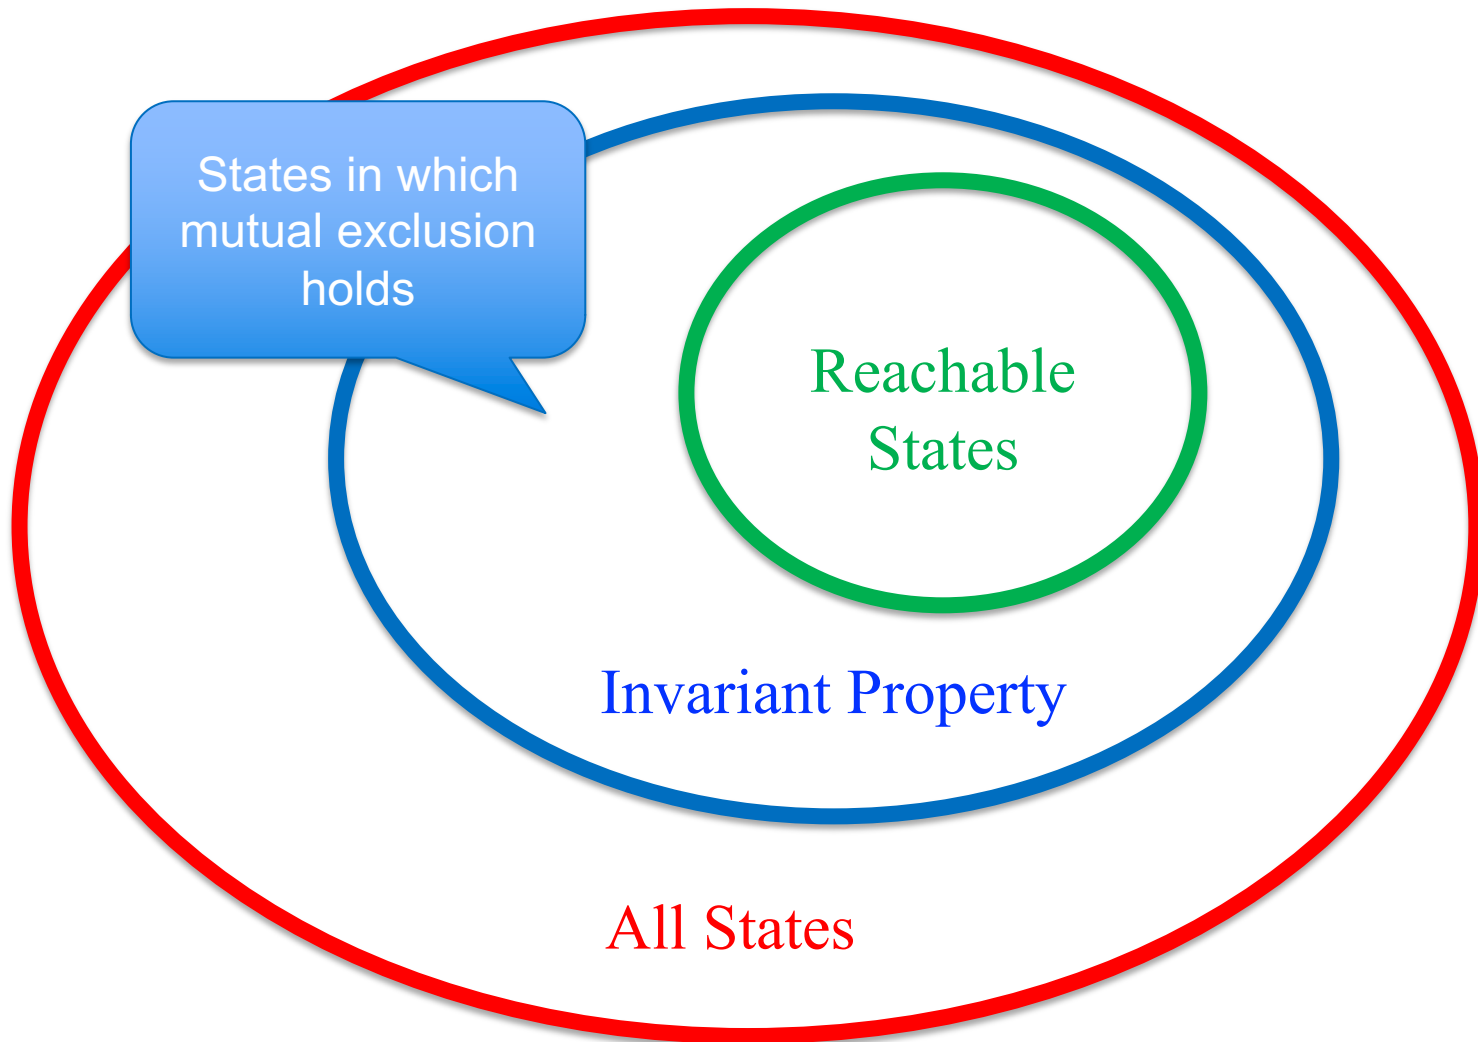 States in which
mutual exclusion
holds
Reachable
States
Invariant Property
All States